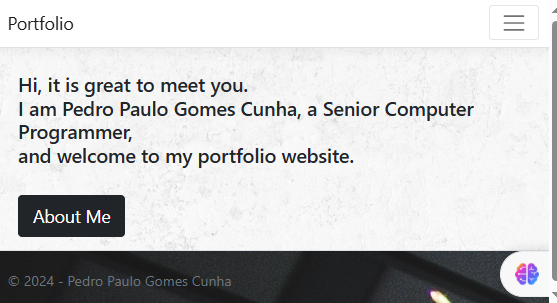 Portfolio
Hi, it is great to meet you.
I am Pedro Paulo Gomes Cunha, a Senior Computer
Programmer,
and welcome to my portfolio website.
About Me
© 2024 - Pedro Paulo Gomes Cunha